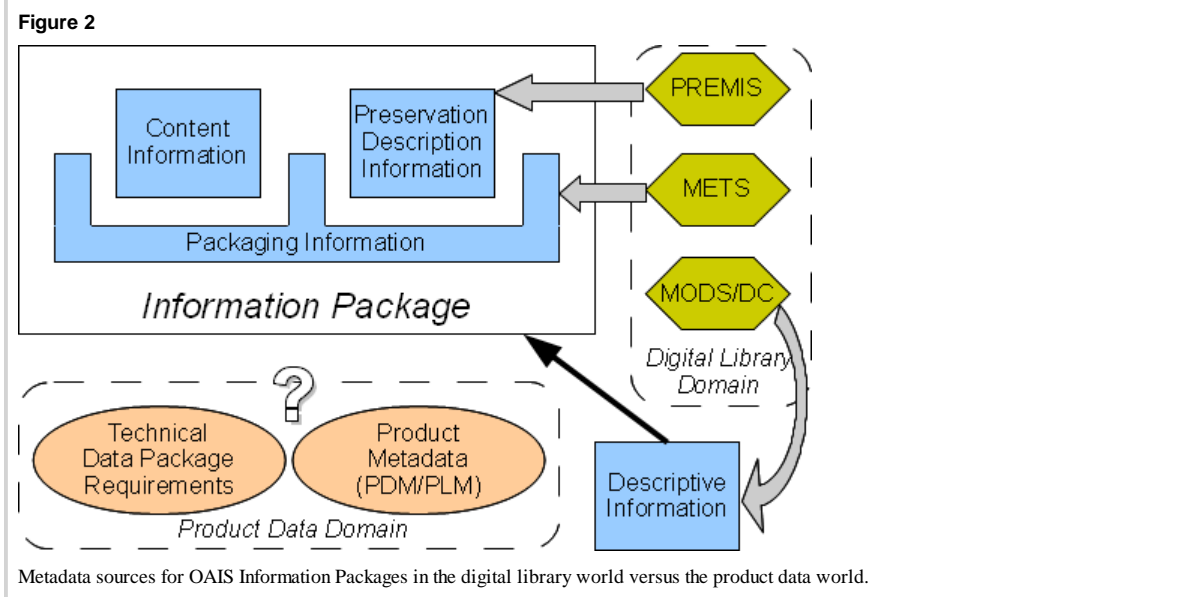 Figure 2
Content
Information
Preservation
Description
Information
Packaging Information
Information Package
PREMIS
METS
MODS/DC
Digital Library
Domain
?
Technical
Data Package
Requirements
Product
Metadata
(PDM/PLM)
Product Data Domain
Descriptive
Information
Metadata sources for OAIS Information Packages in the digital library world versus the product data world.